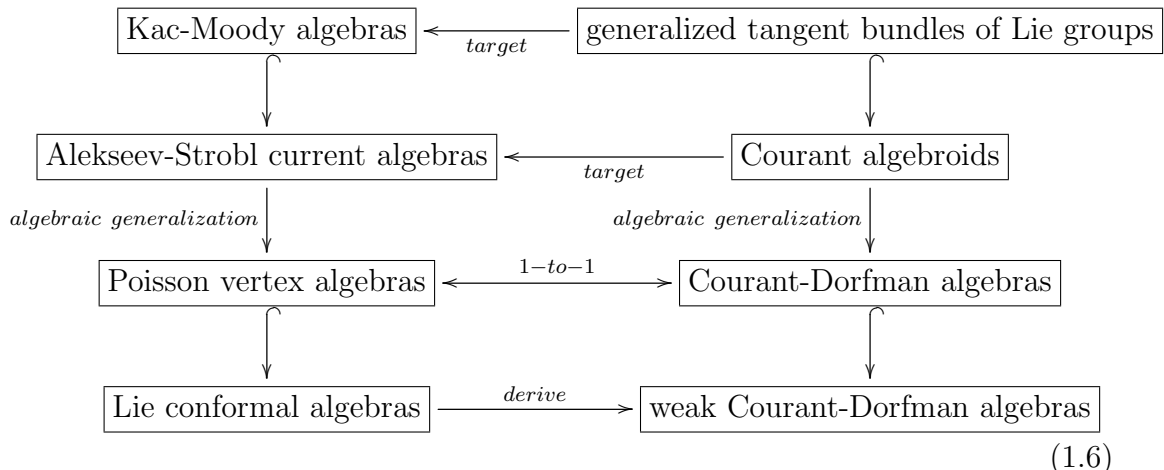 Kac-Moody algebras
target
generalized tangent bundles of Lie groups
Alekseev-Strobl current algebras
target
Courant algebroids
algebraic generalization
algebraic generalization
Poisson vertex algebras
1−to−1
Courant-Dorfman algebras
Lie conformal algebras
derive
weak Courant-Dorfman algebras
(1.6)